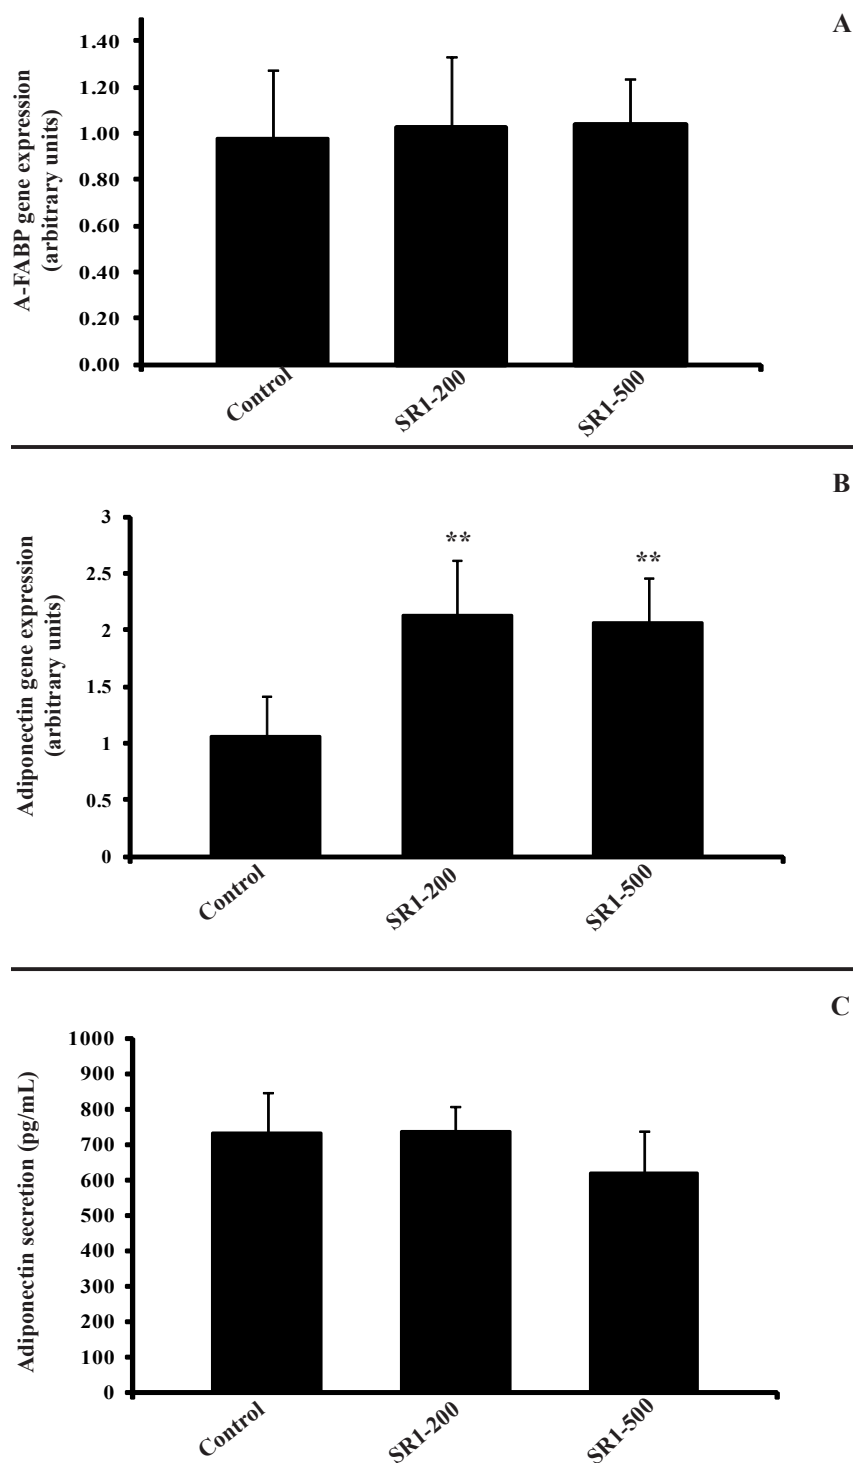 A
A-FABP gene expression
(arbitrary units)
1.40
1.20
1.00
0.80
0.60
0.40
0.20
0.00
Control
SR1-200
SR1-500
B
Adiponectin gene expression
(arbitrary units)
3
2.5
2
1.5
1
0.5
0
**
**
Control
SR1-200
SR1-500
C
Adiponectin secretion (pg/mL)
1000
900
800
700
600
500
400
300
200
100
0
Control
SR1-200
SR1-500